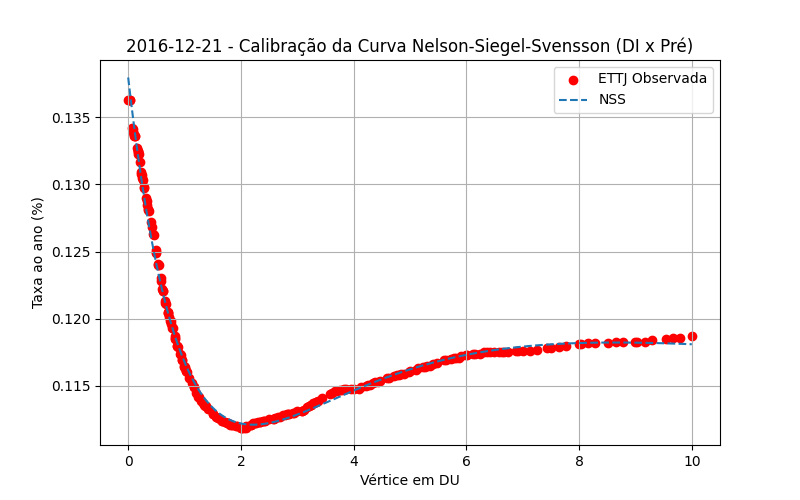 2016-12-21 - Calibração da Curva Nelson-Siegel-Svensson (DI x Pré)
ETTJ Observada
NSS
Taxa ao ano (%)
0.135
0.130
0.125
0.120
0.115
0 2 4 6 8 10
Vértice em DU